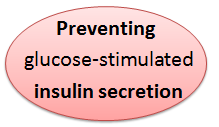 Preventing
glucose-stimulated
insulin secretion